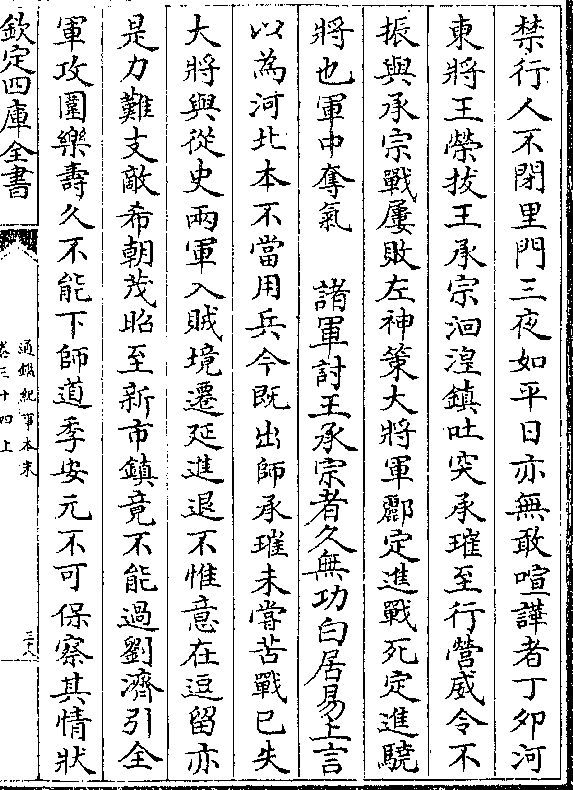 禁行人不閉里門三夜如平日亦無敢喧譁者丁卯河
東將王榮拔王承宗洄湟鎮吐突承璀至行營威令不
振與承宗戰屢敗左神策大將軍酈定進戰死定進驍
將也軍中奪氣　諸軍討王承宗者久無功白居易上言
以為河北本不當用兵今既出師承璀未嘗苦戰已失
大將與從史兩軍入賊境遷延進退不惟意在逗留亦
是力難支敵希朝茂昭至新市鎮竟不能過劉濟引全
軍攻圍樂壽久不能下師道季安元不可保察其情狀
欽定四庫全書
通鑑紀事本末
卷三十四上
三十八